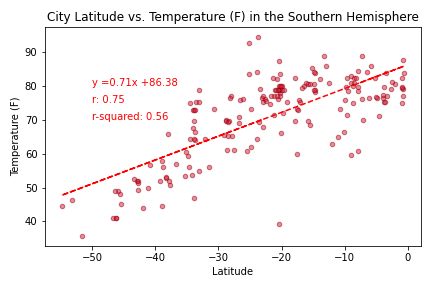 City Latitude vs. Temperature (F) in the Southern Hemisphere
Temperature (F)
90
80
70
60
50
40
y =0.71x +86.38
r: 0.75
r-squared: 0.56
−50 −40 −30 −20 −10 0
Latitude